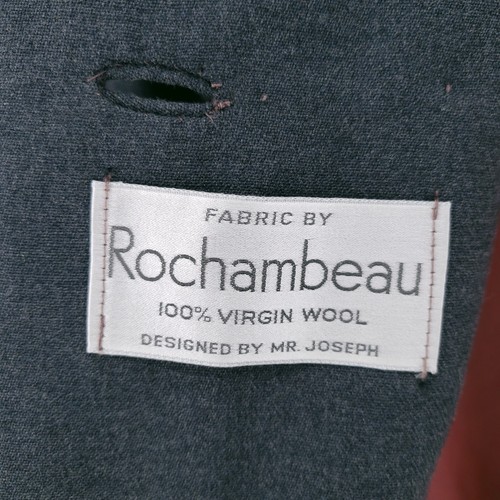 FABRIC BY
Rochambeau
100% VIRGIN WOOL
DESIGNED BY MR. JOSEPH